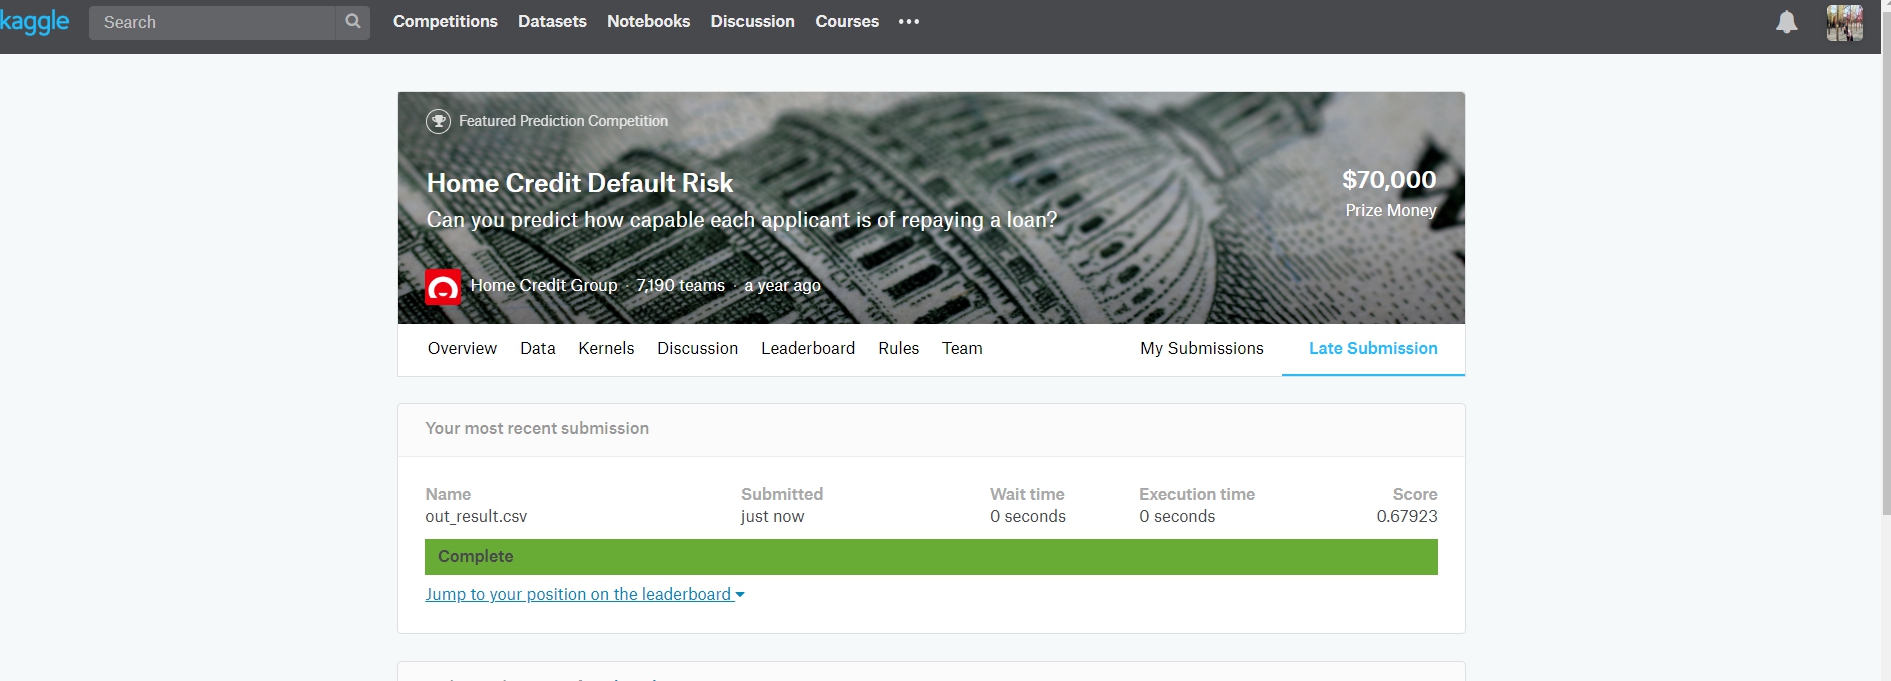 kaggle
Search
Competitions Datasets Notebooks Discussion Courses •••
Featured Prediction Competition
Home Credit Default Risk
Can you predict how capable each applicant is of repaying a loan?
$70,000
Prize Money
Home Credit Group · 7,190 teams · a year ago
Overview Data Kernels Discussion Leaderboard Rules Team My Submissions Late Submission
Your most recent submission
Name Submitted Wait time Execution time Score
out_result.csv just now 0 seconds 0 seconds 0.67923
Complete
Jump to your position on the leaderboard